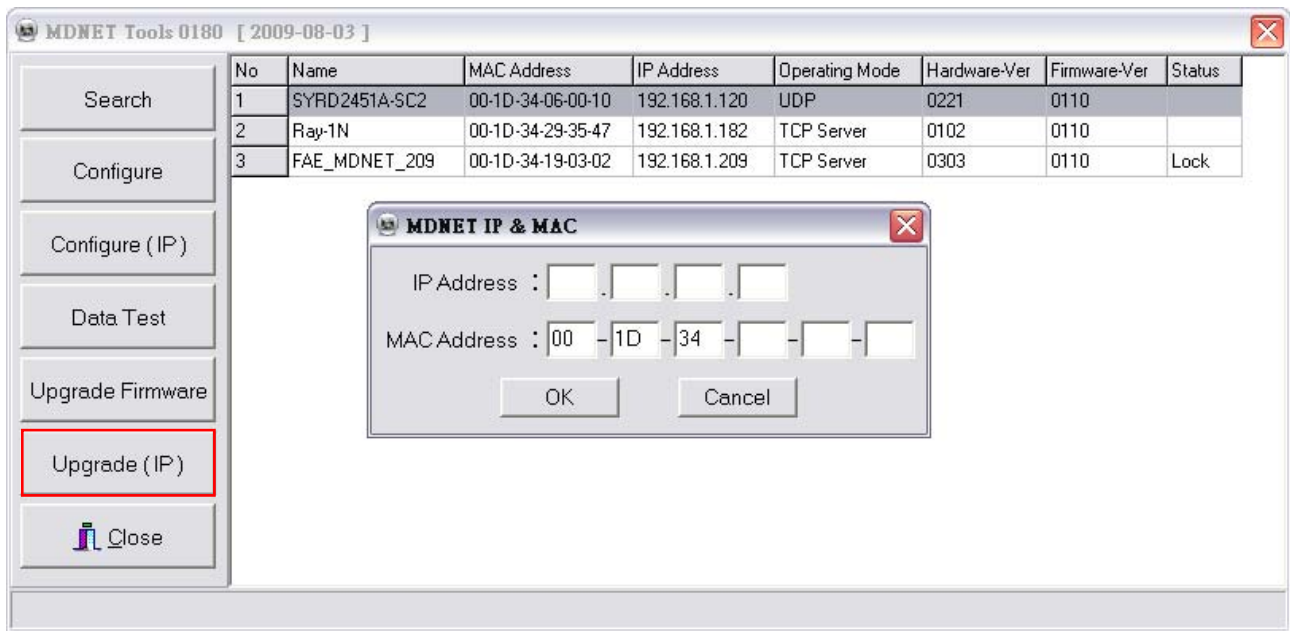 MDNET Tools 0180 [ 2009-08-03 ]
Search
Configure
Configure (IP)
Data Test
Upgrade Firmware
Upgrade (IP)
Close
No Name MAC Address IP Address Operating Mode Hardware-Ver Firmware-Ver Status
1 SYRD2451A-SC2 00-1D-34-06-00-10 192.168.1.120 UDP 0221 0110
2 Ray-1N 00-1D-34-29-35-47 192.168.1.182 TCP Server 0102 0110
3 FAE_MDNET_209 00-1D-34-19-03-02 192.168.1.209 TCP Server 0303 0110 Lock
MDNET IP & MAC
IP Address : . . .
MAC Address : 00 - 1D - 34 - - -
OK Cancel